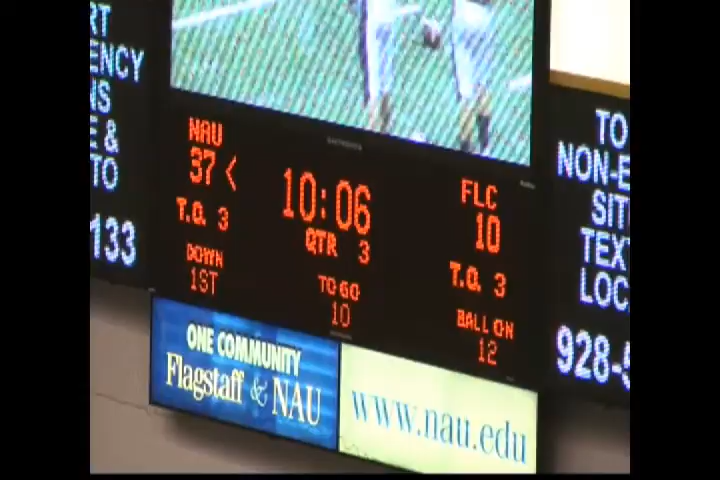 RT
ENCY
NS
E &
TO
133
NAU
37 <
T.O. 3
DOWN
1ST
10:06
QTR 3
TO GO
10
FLC
10
T.O. 3
BALL ON
12
TO
NON-E
SIT
TEX
LOC
928-5
ONE COMMUNITY
Flagstaff & NAU
www.nau.edu